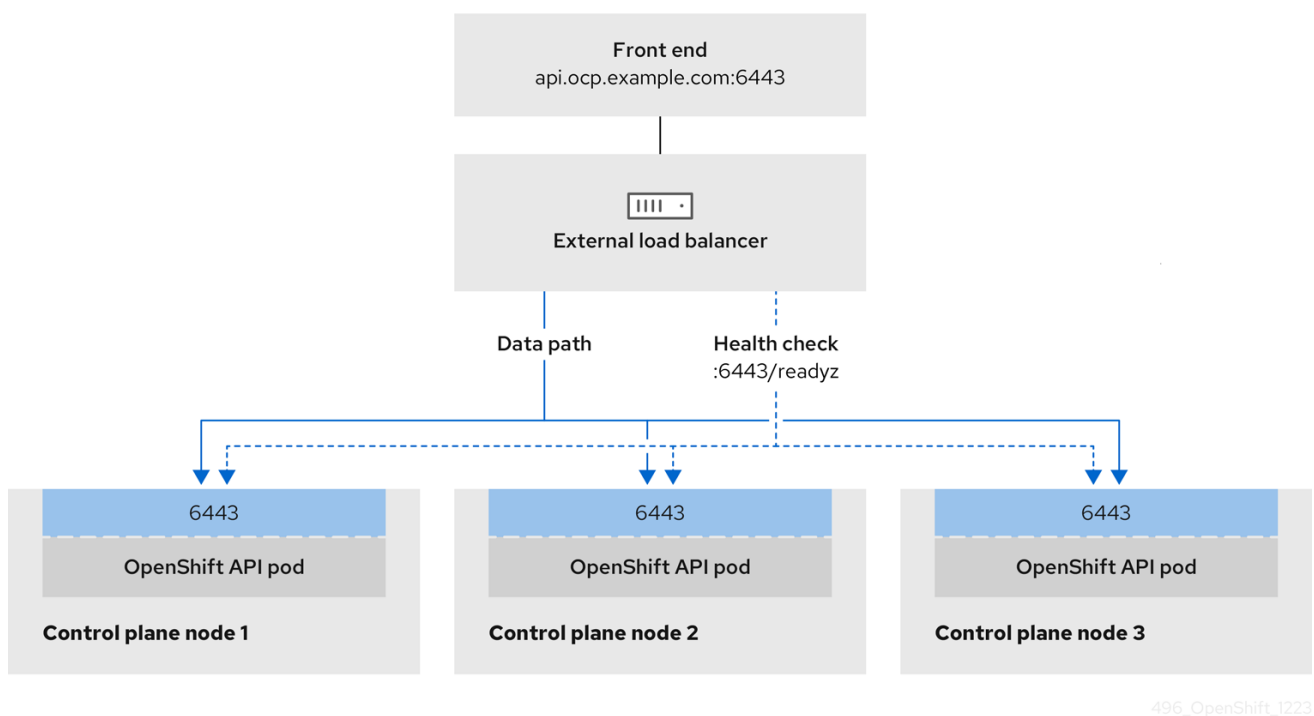 Front end
api.ocp.example.com:6443
External load balancer
Data path
Health check
:6443/readyz
6443
OpenShift API pod
Control plane node 1
6443
OpenShift API pod
Control plane node 2
6443
OpenShift API pod
Control plane node 3
496_OpenShift_1223